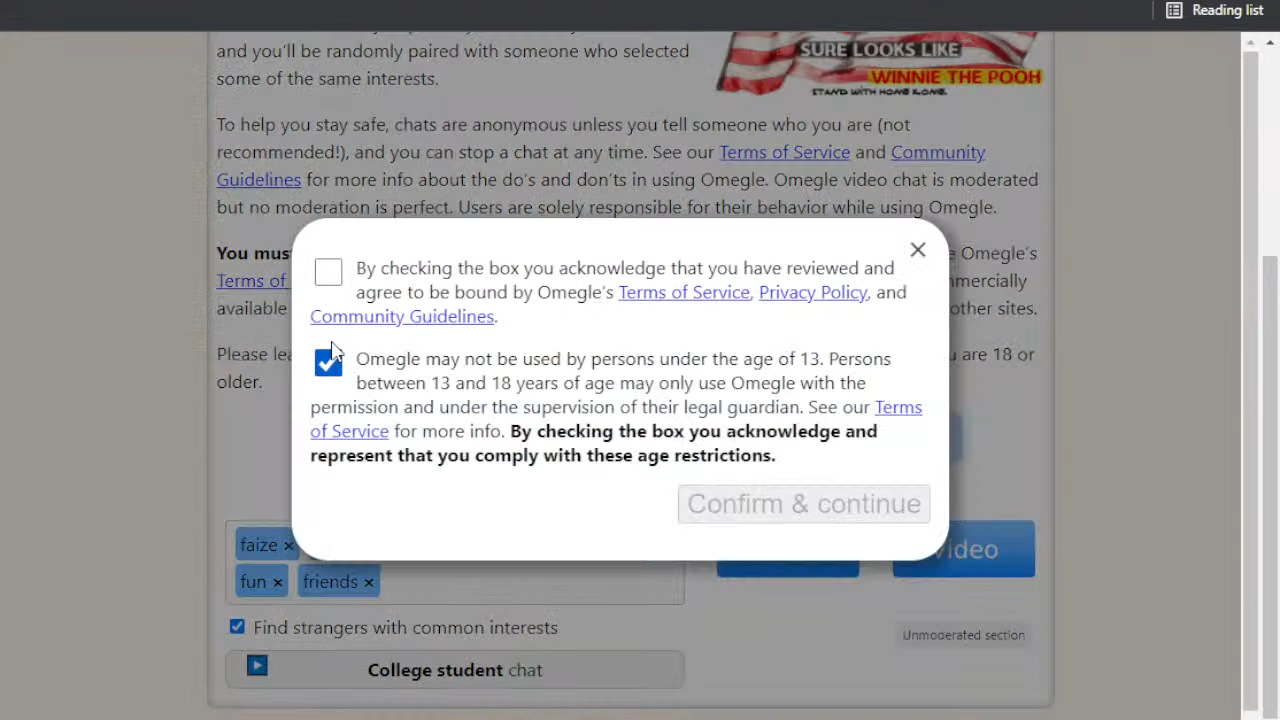 Reading list
and you'll be randomly paired with someone who selected
some of the same interests.
SURE LOOKS LIKE
WINNIE THE POOH
STAND WITH HONG KONG.
To help you stay safe, chats are anonymous unless you tell someone who you are (not
recommended!), and you can stop a chat at any time. See our Terms of Service and Community
Guidelines for more info about the do's and don'ts in using Omegle. Omegle video chat is moderated
but no moderation is perfect. Users are solely responsible for their behavior while using Omegle.
You must
Omegle's
Terms of
available
other sites.
Please
are 18 or
older.
By checking the box you acknowledge that you have reviewed and
agree to be bound by Omegle's Terms of Service, Privacy Policy, and
Community Guidelines.
Omegle may not be used by persons under the age of 13. Persons
between 13 and 18 years of age may only use Omegle with the
permission and under the supervision of their legal guardian. See our Terms
of Service for more info. By checking the box you acknowledge and
represent that you comply with these age restrictions.
Confirm & continue
faize ×
fun × friends ×
Video
Find strangers with common interests
Unmoderated section
College student chat